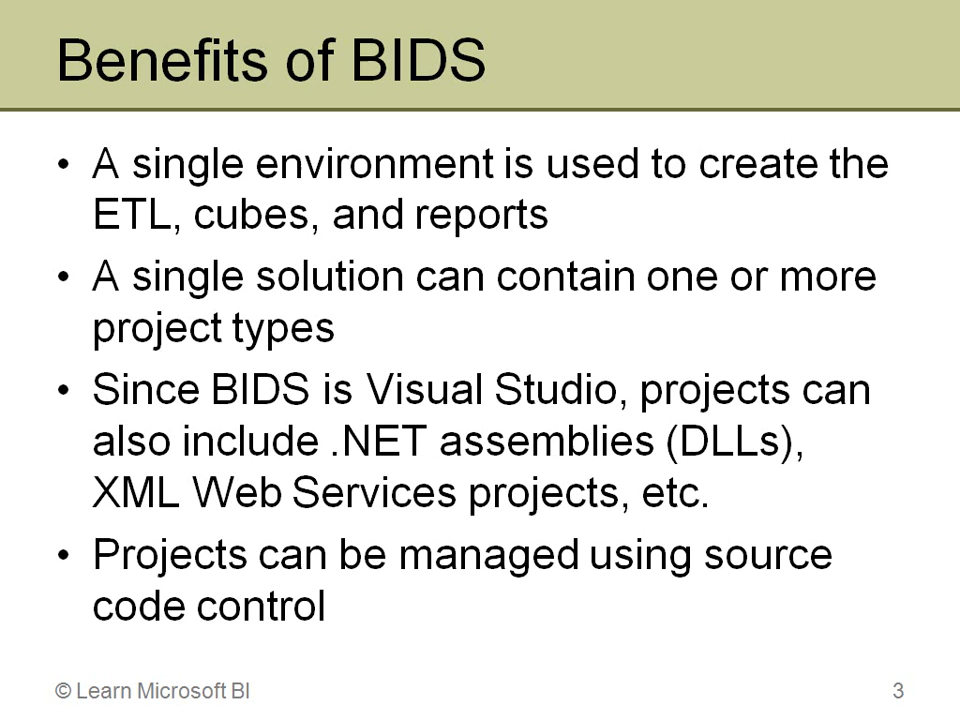 Benefits of BIDS
• A single environment is used to create the
ETL, cubes, and reports
• A single solution can contain one or more
project types
• Since BIDS is Visual Studio, projects can
also include .NET assemblies (DLLs),
XML Web Services projects, etc.
• Projects can be managed using source
code control
© Learn Microsoft BI
3